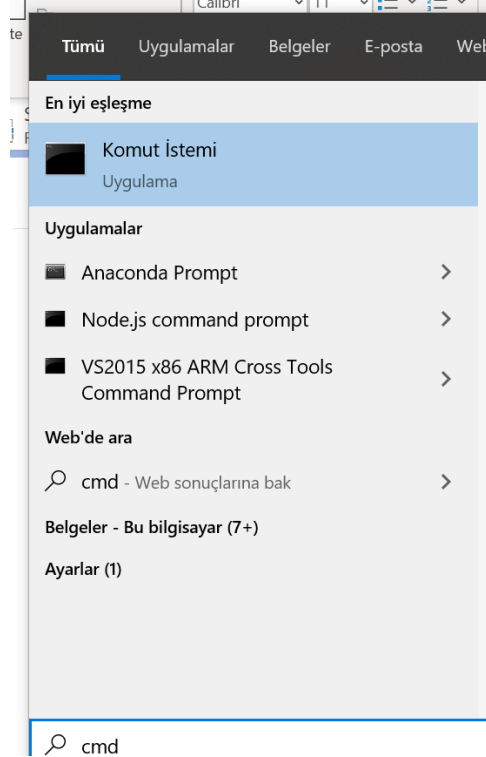 Calibri
11
te
Tümü Uygulamalar Belgeler E-posta Web
En iyi eşleşme
Komut İstemi
Uygulama
Uygulamalar
Anaconda Prompt
Node.js command prompt
VS2015 x86 ARM Cross Tools
Command Prompt
Web'de ara
cmd - Web sonuçlarına bak
Belgeler - Bu bilgisayar (7+)
Ayarlar (1)
cmd